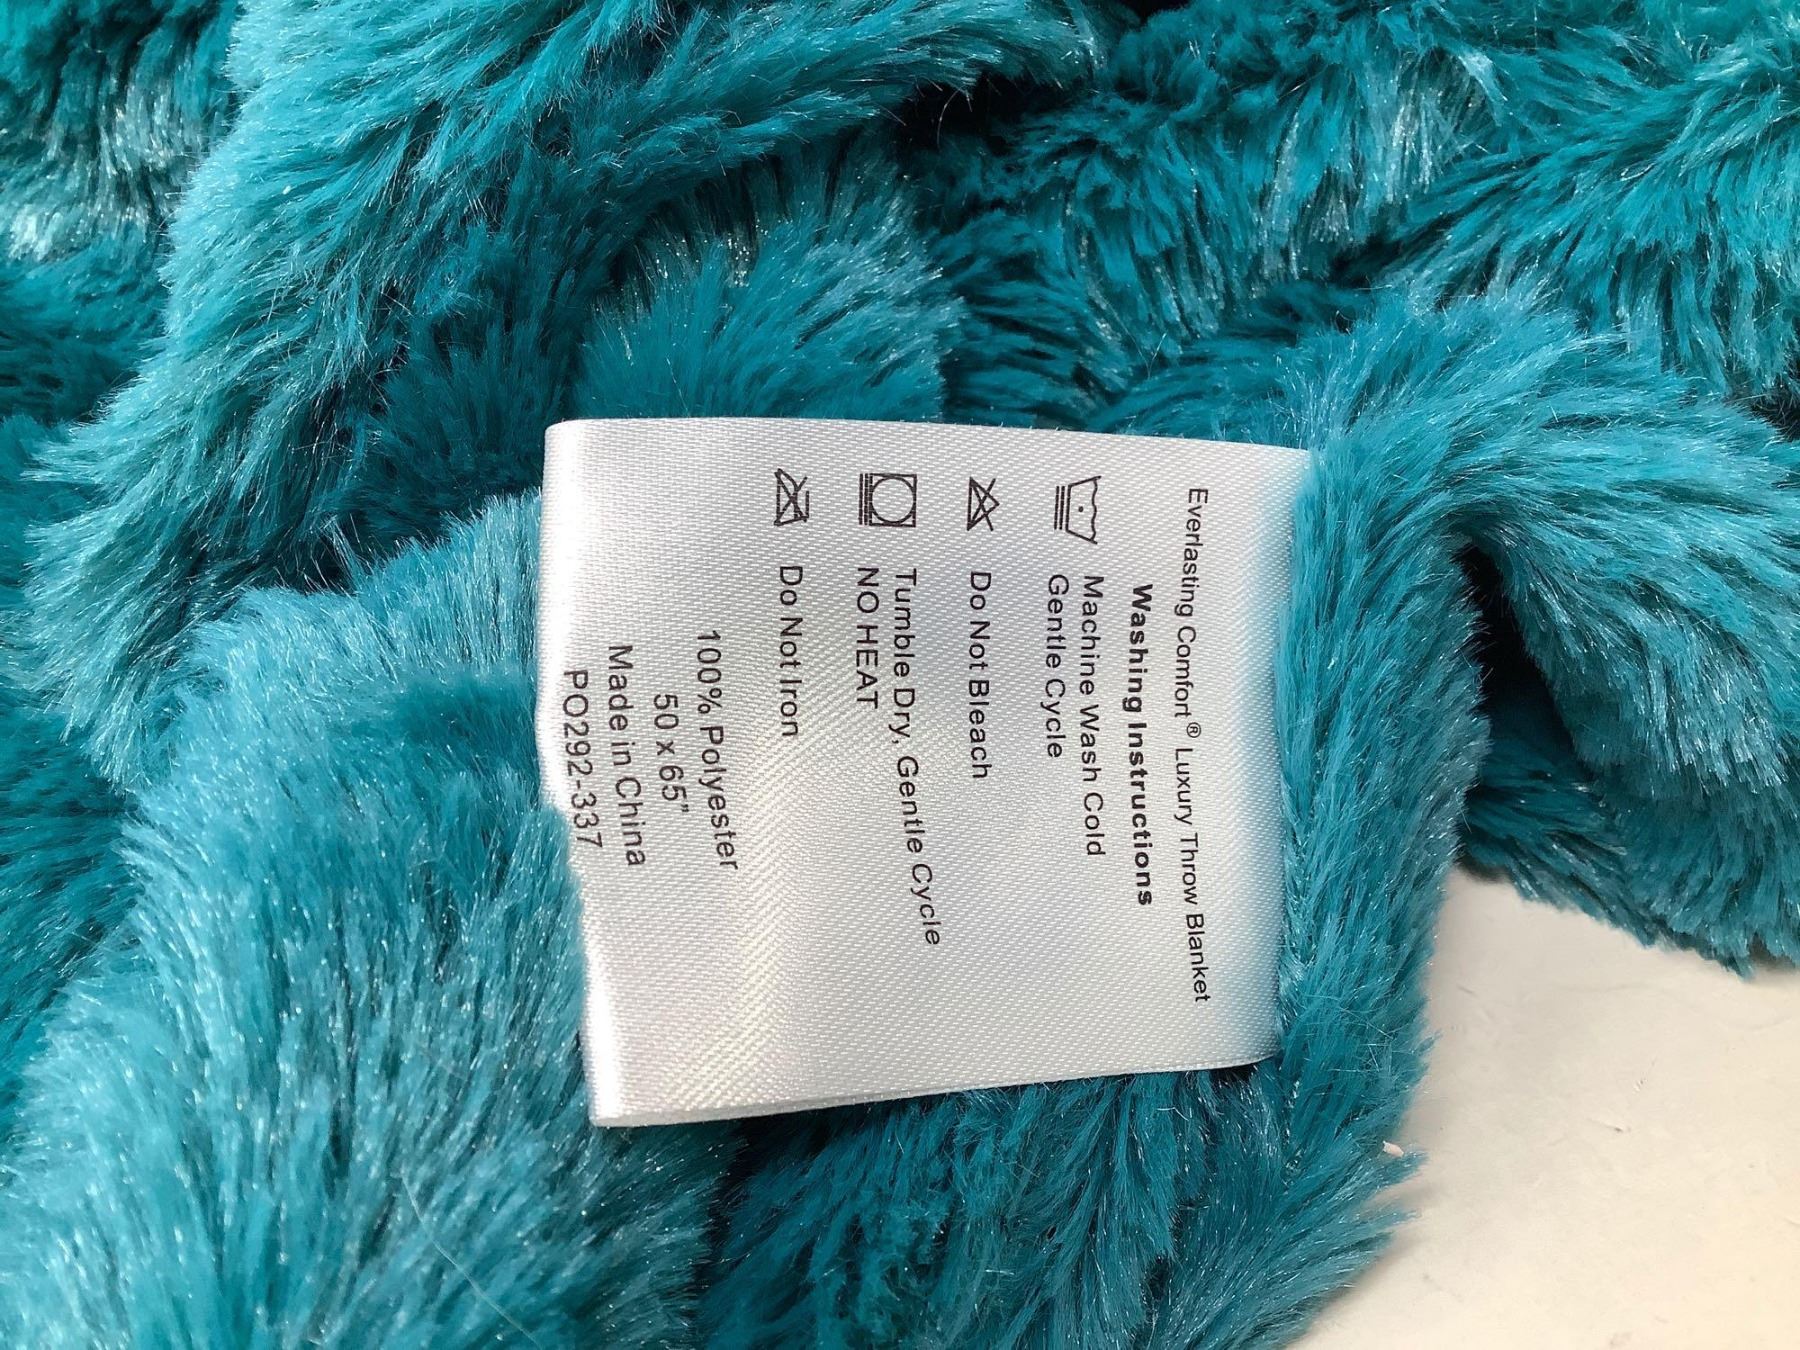 Everlasting Comfort® Luxury Throw Blanket
Washing Instructions
Machine Wash Cold
Gentle Cycle
Do Not Bleach
Tumble Dry, Gentle Cycle
NO HEAT
Do Not Iron
100% Polyester
50 x 65"
Made in China
PO292-337